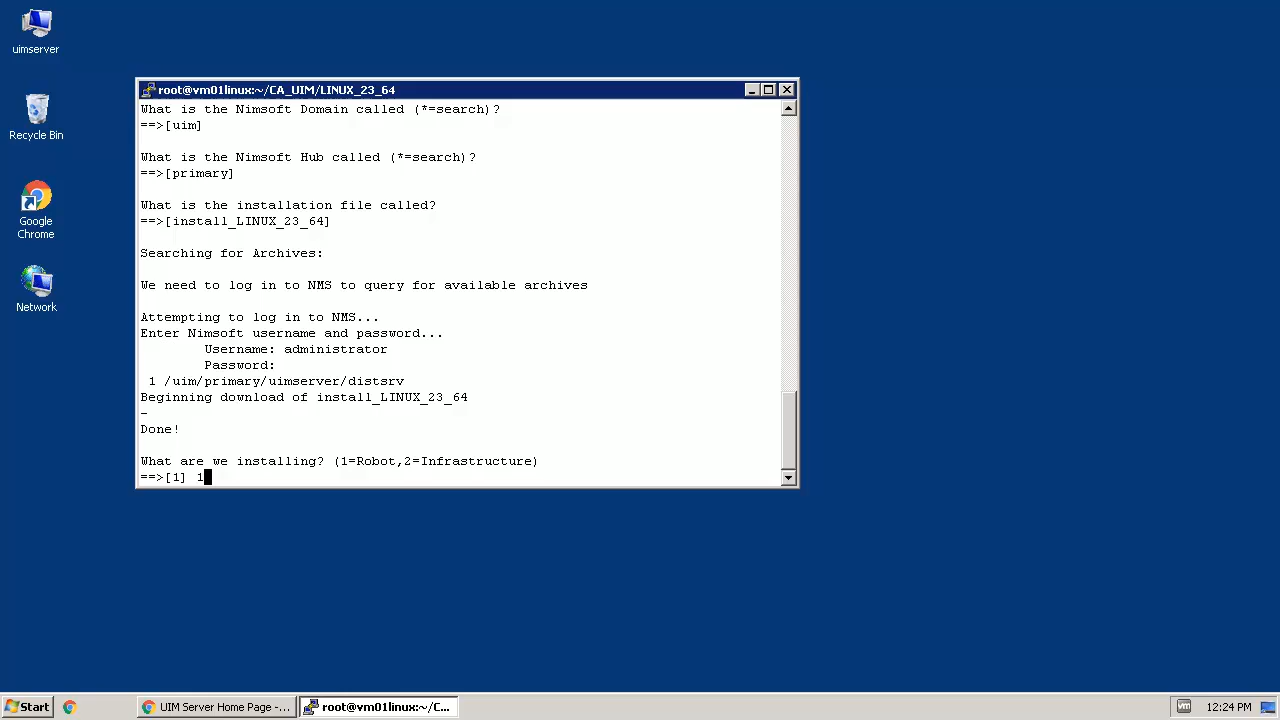 uimserver
Recycle Bin
Google
Chrome
Network
root@vm01linux:~/CA_UIM/LINUX_23_64
What is the Nimsoft Domain called (*=search)?
==>[uim]
What is the Nimsoft Hub called (*=search)?
==>[primary]
What is the installation file called?
==>[install_LINUX_23_64]
Searching for Archives:
We need to log in to NMS to query for available archives
Attempting to log in to NMS...
Enter Nimsoft username and password...
Username: administrator
Password:
1 /uim/primary/uimserver/distsrv
Beginning download of install_LINUX_23_64
-
Done!
What are we installing? (1=Robot,2=Infrastructure)
==>[1] 1
Start
UIM Server Home Page -...
root@vm01linux:~/C...
vm
12:24 PM